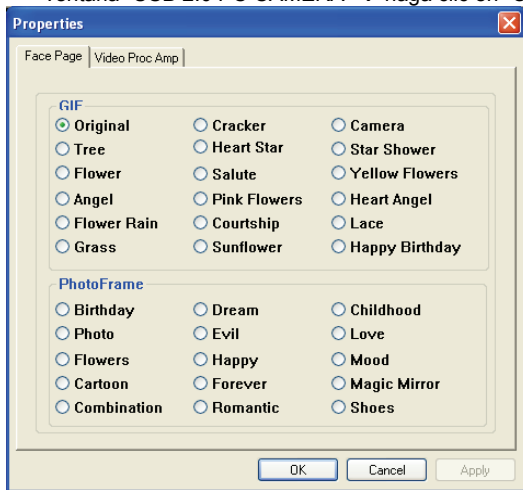 Properties
Face Page Video Proc Amp
GIF
Original Cracker Camera
Tree Heart Star Star Shower
Flower Salute Yellow Flowers
Angel Pink Flowers Heart Angel
Flower Rain Courtship Lace
Grass Sunflower Happy Birthday
PhotoFrame
Birthday Dream Childhood
Photo Evil Love
Flowers Happy Mood
Cartoon Forever Magic Mirror
Combination Romantic Shoes
OK Cancel Apply